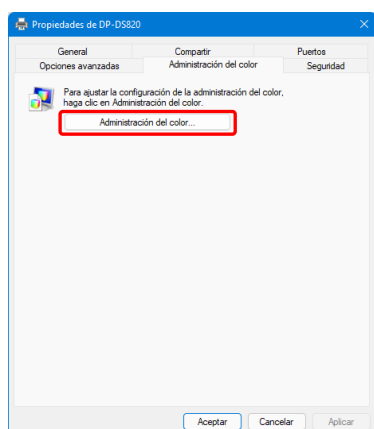 Propiedades de DP-DS820
General
Compartir
Puertos
Opciones avanzadas
Administración del color
Seguridad
Para ajustar la configuración de la administración del color,
haga clic en Administración del color.
Administración del color...
Aceptar
Cancelar
Aplicar